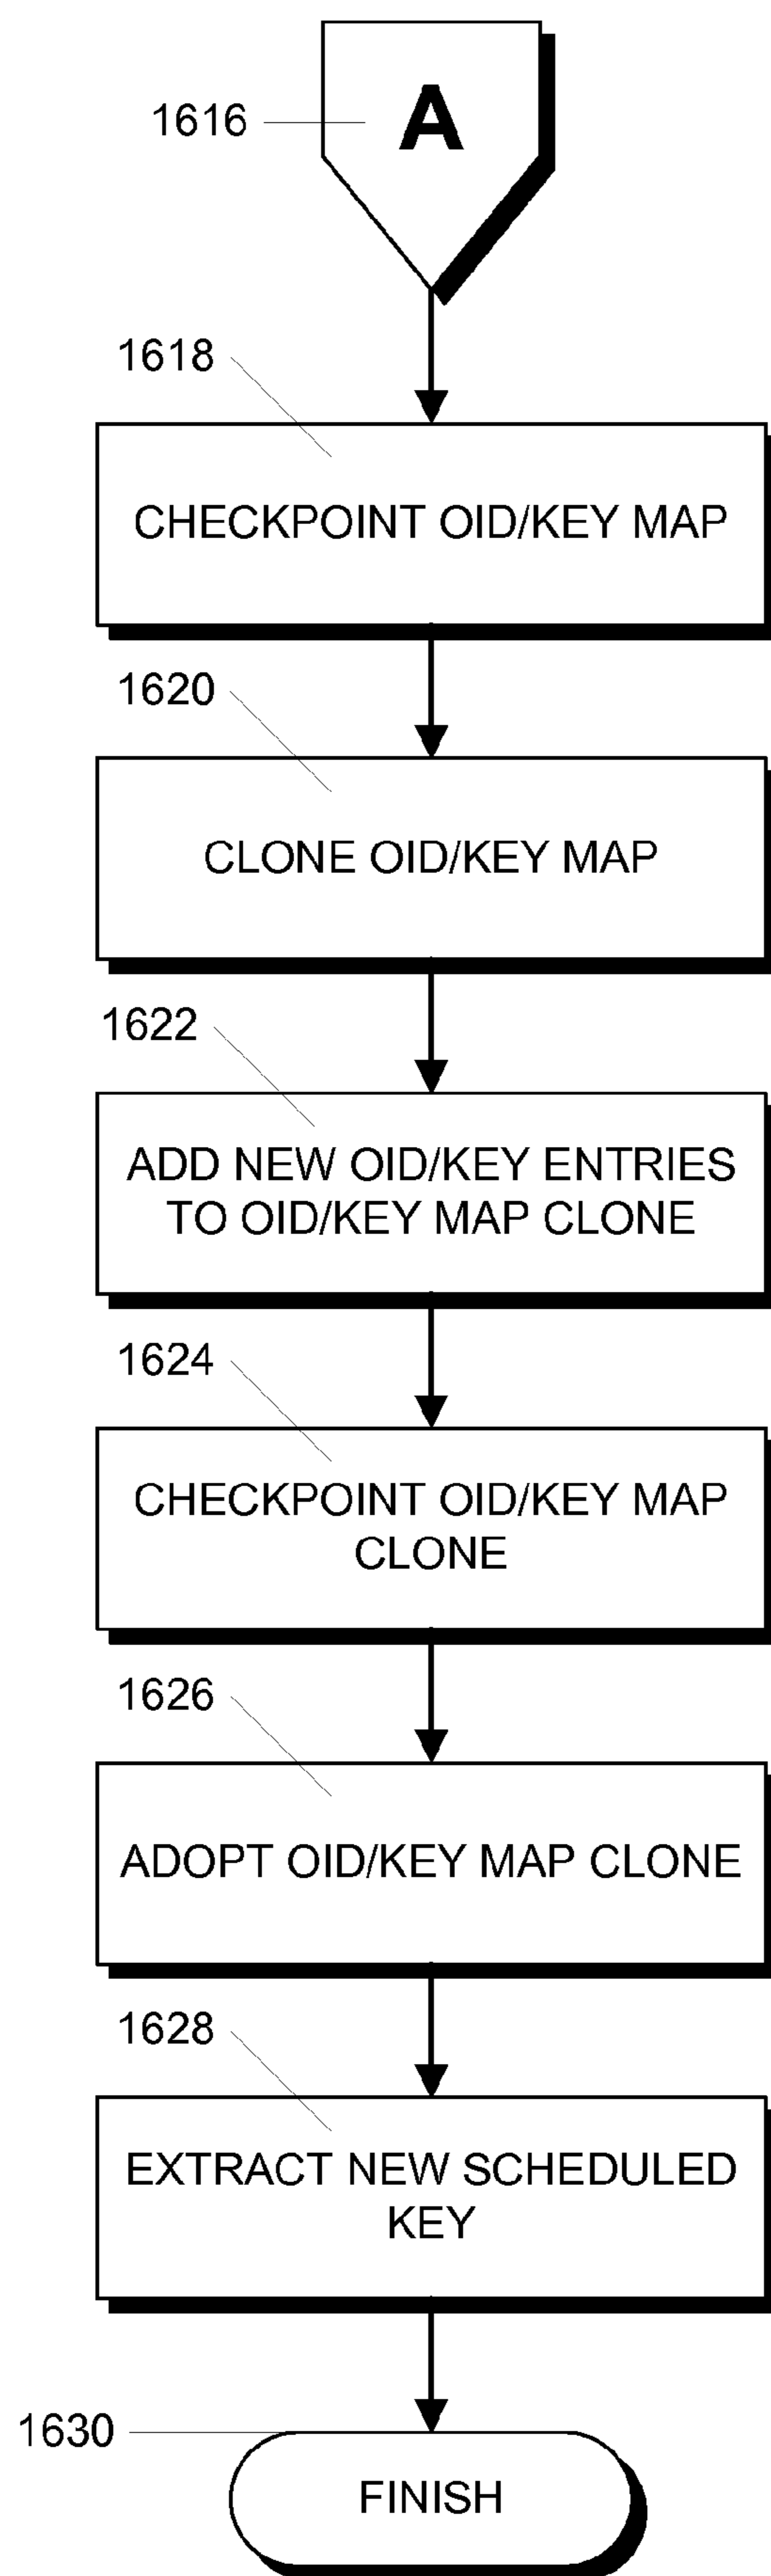 1616
A
1618
CHECKPOINT OID/KEY MAP
1620
CLONE OID/KEY MAP
1622
ADD NEW OID/KEY ENTRIES
TO OID/KEY MAP CLONE
1624
CHECKPOINT OID/KEY MAP
CLONE
1626
ADOPT OID/KEY MAP CLONE
1628
EXTRACT NEW SCHEDULED
KEY
1630
FINISH